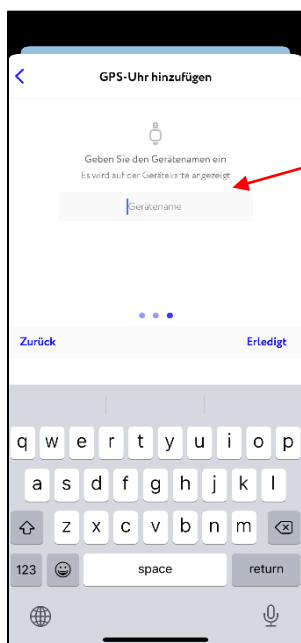 GPS-Uhr hinzufügen
Geben Sie den Gerätenamen ein
Es wird auf der Gerätekarte angezeigt
Gerätename
Zurück Erledigt
q w e r t y u i o p
a s d f g h j k l
z x c v b n m
123 space return